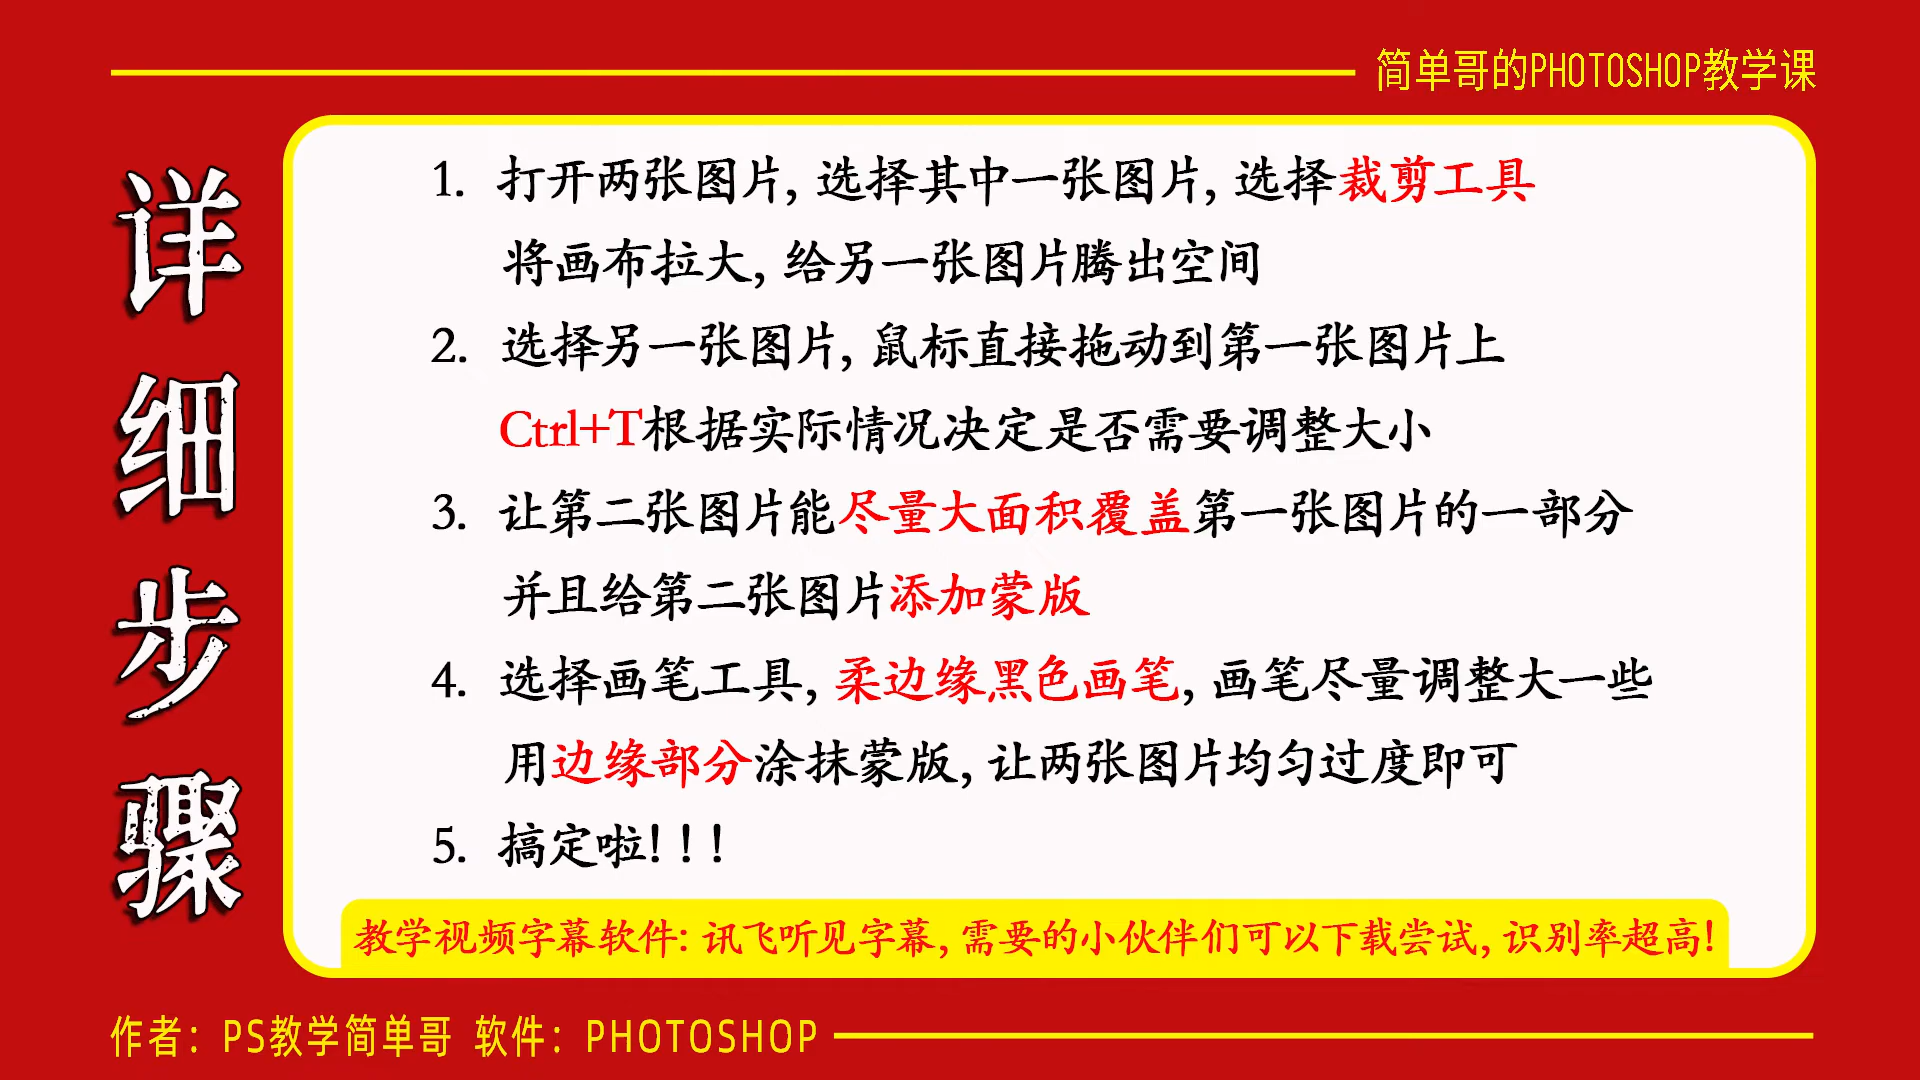 简单哥的PHOTOSHOP教学课
详细步骤
1. 打开两张图片, 选择其中一张图片, 选择裁剪工具
将画布拉大, 给另一张图片腾出空间
2. 选择另一张图片, 鼠标直接拖动到第一张图片上
Ctrl+T根据实际情况决定是否需要调整大小
3. 让第二张图片能尽量大面积覆盖第一张图片的一部分
并且给第二张图片添加蒙版
4. 选择画笔工具, 柔边缘黑色画笔, 画笔尽量调整大一些
用边缘部分涂抹蒙版, 让两张图片均匀过度即可
5. 搞定啦! ! !
教学视频字幕软件: 讯飞听见字幕, 需要的小伙伴们可以下载尝试, 识别率超高!
作者: PS教学简单哥 软件: PHOTOSHOP